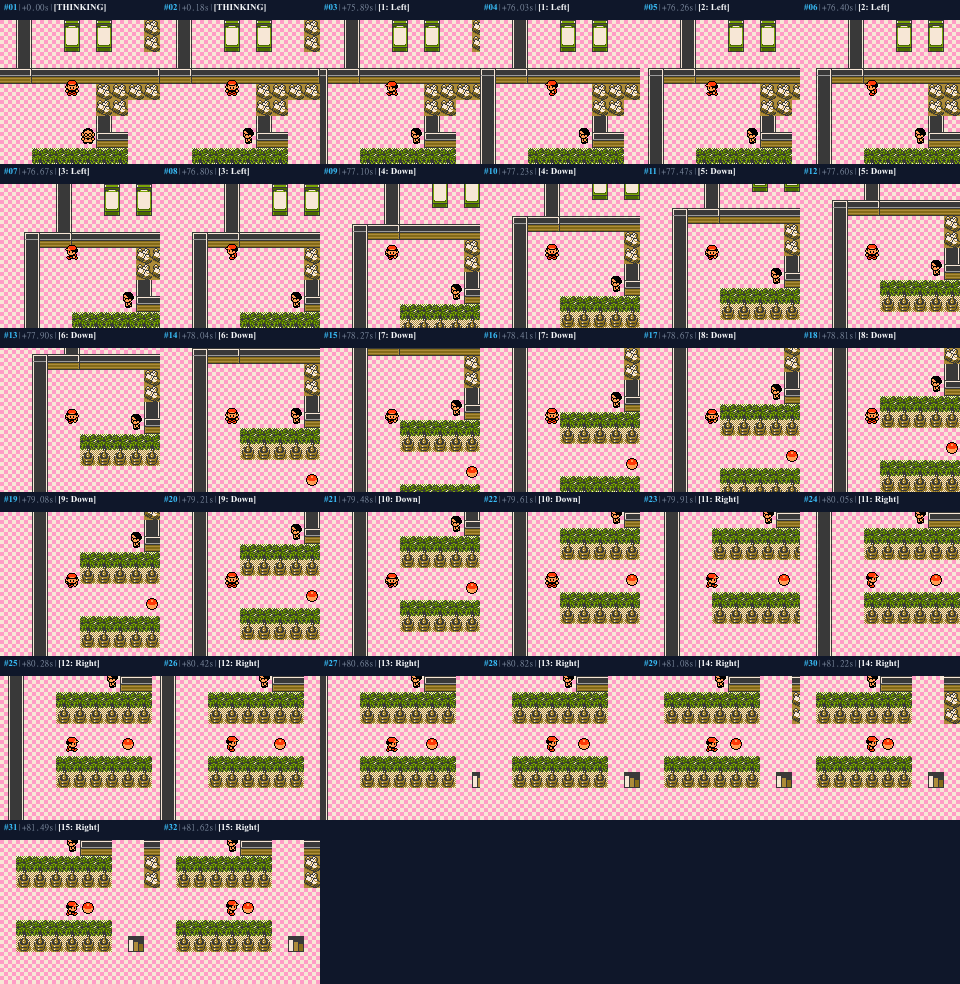 #01|+0.00s|[THINKING] #02|+0.18s|[THINKING] #03|+75.89s|[1: Left] #04|+76.03s|[1: Left] #05|+76.26s|[2: Left] #06|+76.40s|[2: Left]
#07|+76.67s|[3: Left] #08|+76.80s|[3: Left] #09|+77.10s|[4: Down] #10|+77.23s|[4: Down] #11|+77.47s|[5: Down] #12|+77.60s|[5: Down]
#13|+77.90s|[6: Down] #14|+78.04s|[6: Down] #15|+78.27s|[7: Down] #16|+78.41s|[7: Down] #17|+78.67s|[8: Down] #18|+78.81s|[8: Down]
#19|+79.08s|[9: Down] #20|+79.21s|[9: Down] #21|+79.48s|[10: Down] #22|+79.61s|[10: Down] #23|+79.91s|[11: Right] #24|+80.05s|[11: Right]
#25|+80.28s|[12: Right] #26|+80.42s|[12: Right] #27|+80.68s|[13: Right] #28|+80.82s|[13: Right] #29|+81.08s|[14: Right] #30|+81.22s|[14: Right]
#31|+81.49s|[15: Right] #32|+81.62s|[15: Right]